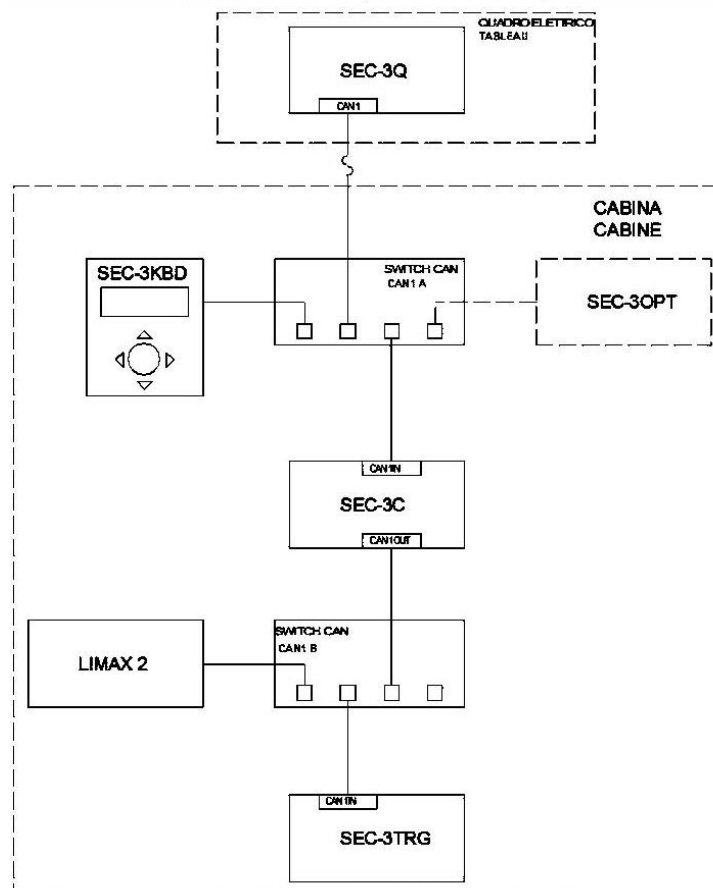 QUADRO ELETTRICO
TABLEAU
SEC-3Q
CAN1
CABINA
CABINE
SEC-3KBD
SWITCH CAN
CAN1 A
SEC-3OPT
CAN1IN
SEC-3C
CAN1OUT
SWITCH CAN
CAN1 B
LIMAX 2
CAN1IN
SEC-3TRG